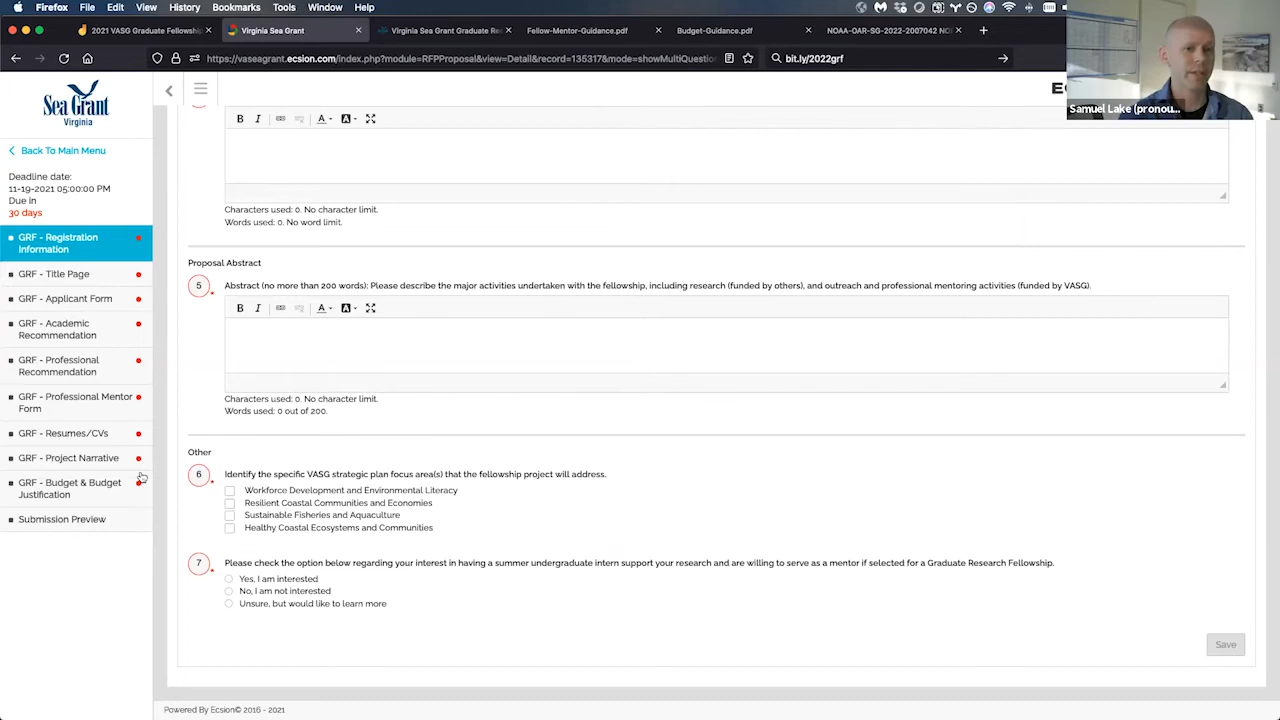 Firefox File Edit View History Bookmarks Tools Window Help
2021 VASG Graduate Fellowship
Virginia Sea Grant
Virginia Sea Grant Graduate Re
Fellow-Mentor-Guidance.pdf
Budget-Guidance.pdf
NOAA-OAR-SG-2022-2007042 NO
https://vaseagrant.ecsion.com/index.php?module=RFPProposal&view=Detail&record=135317&mode=showMultiQuestio
bit.ly/2022grf
Samuel Lake (pronou...
Sea Grant
Virginia
Back To Main Menu
Deadline date:
11-19-2021 05:00:00 PM
Due in
30 days
GRF - Registration
Information
GRF - Title Page
GRF - Applicant Form
GRF - Academic
Recommendation
GRF - Professional
Recommendation
GRF - Professional Mentor
Form
GRF - Resumes/CVs
GRF - Project Narrative
GRF - Budget & Budget
Justification
Submission Preview
B I A A
Characters used: 0. No character limit.
Words used: 0. No word limit.
Proposal Abstract
5 Abstract (no more than 200 words): Please describe the major activities undertaken with the fellowship, including research (funded by others), and outreach and professional mentoring activities (funded by VASG).
B I A A
Characters used: 0. No character limit.
Words used: 0 out of 200.
Other
6 Identify the specific VASG strategic plan focus area(s) that the fellowship project will address.
Workforce Development and Environmental Literacy
Resilient Coastal Communities and Economies
Sustainable Fisheries and Aquaculture
Healthy Coastal Ecosystems and Communities
7 Please check the option below regarding your interest in having a summer undergraduate intern support your research and are willing to serve as a mentor if selected for a Graduate Research Fellowship.
Yes, I am interested
No, I am not interested
Unsure, but would like to learn more
Save
Powered By Ecsion© 2016 - 2021